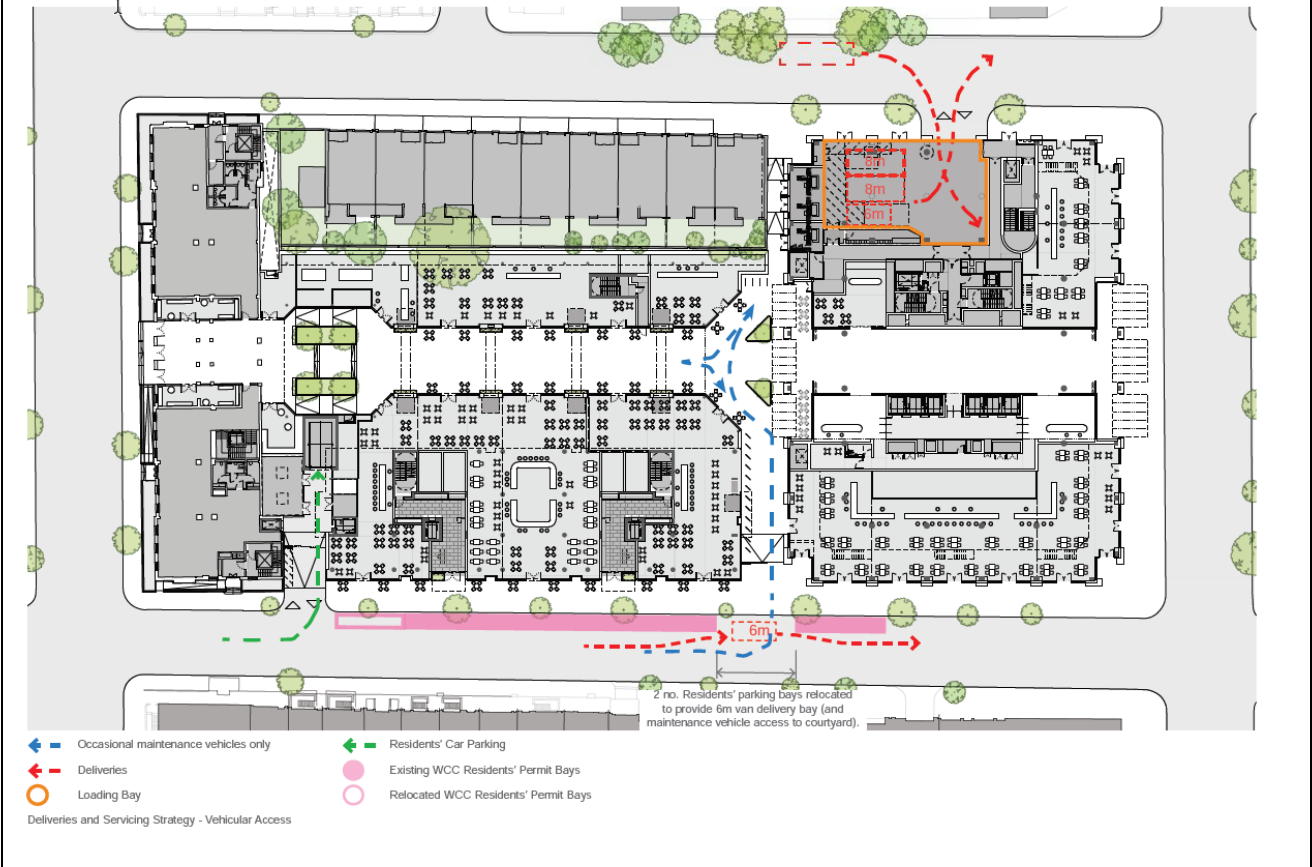 8m
8m
6m
6m
2 no. Residents' parking bays relocated
to provide 6m van delivery bay (and
maintenance vehicle access to courtyard).
Occasional maintenance vehicles only
Residents' Car Parking
Deliveries
Existing WCC Residents' Permit Bays
Loading Bay
Relocated WCC Residents' Permit Bays
Deliveries and Servicing Strategy - Vehicular Access